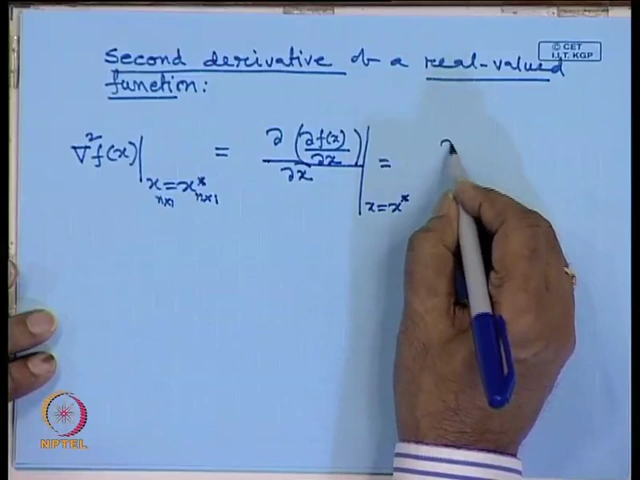 Second derivative of a real-valued
function:
∇²f(x)|ₓ₌ₓ* = ∂(∂f(x)/∂x)/∂x |ₓ₌ₓ* = ∂
n×1 n×1
© CET
I.I.T. KGP
NPTEL